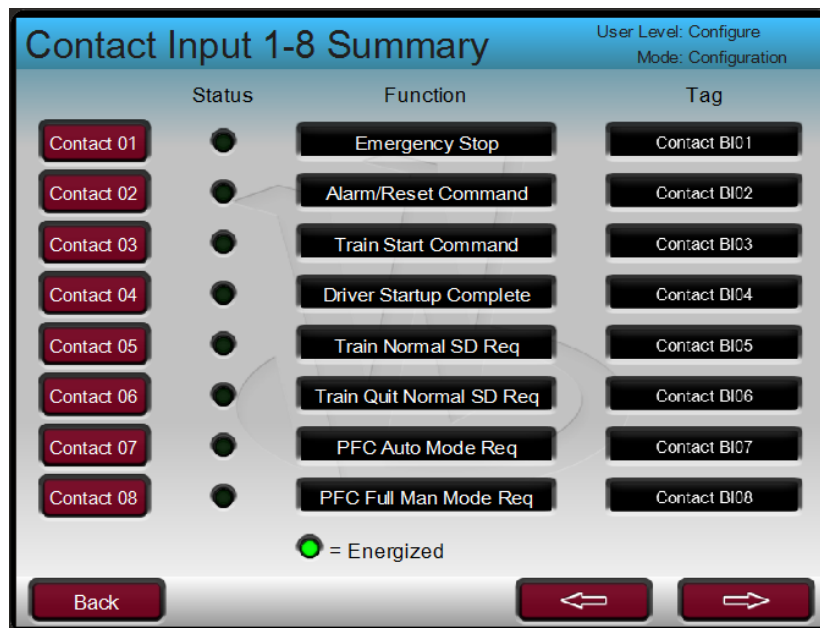 Contact Input 1-8 Summary
User Level: Configure
Mode: Configuration
Status Function Tag
Contact 01 Emergency Stop Contact BI01
Contact 02 Alarm/Reset Command Contact BI02
Contact 03 Train Start Command Contact BI03
Contact 04 Driver Startup Complete Contact BI04
Contact 05 Train Normal SD Req Contact BI05
Contact 06 Train Quit Normal SD Req Contact BI06
Contact 07 PFC Auto Mode Req Contact BI07
Contact 08 PFC Full Man Mode Req Contact BI08
= Energized
Back